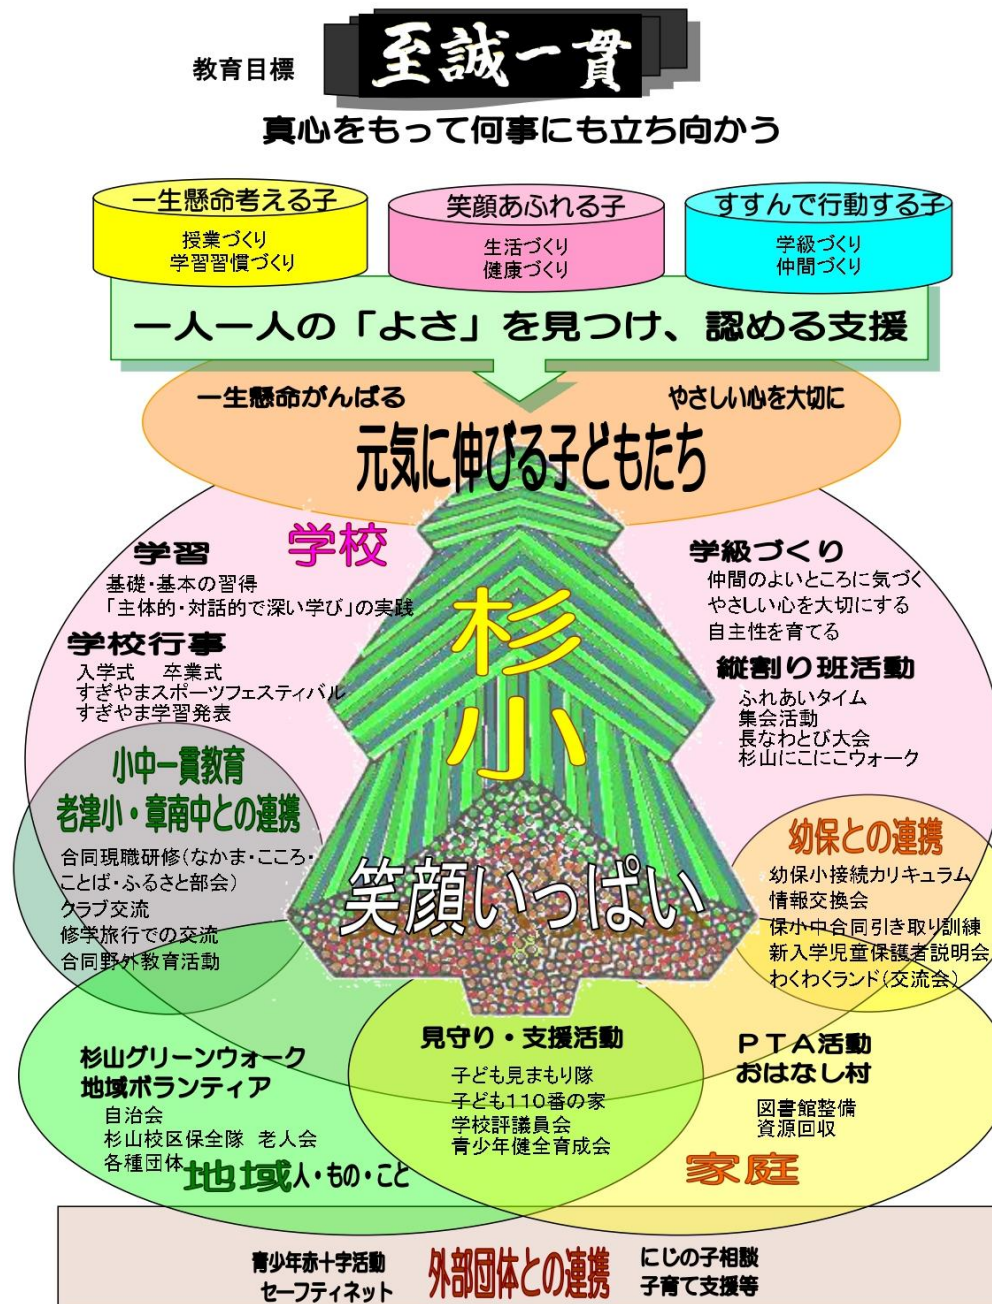 教育目標
至誠一貫
真心をもって何事にも立ち向かう
一生懸命考える子
授業づくり
学習習慣づくり
笑顔あふれる子
生活づくり
健康づくり
すすんで行動する子
学級づくり
仲間づくり
一人一人の「よさ」を見つけ、認める支援
一生懸命がんばる
やさしい心を大切に
元気に伸びる子どもたち
学校
学習
基礎・基本の習得
「主体的・対話的で深い学び」の実践
学校行事
入学式　卒業式
すぎやまスポーツフェスティバル
すぎやま学習発表
杉小
笑顔いっぱい
学級づくり
仲間のよいところに気づく
やさしい心を大切にする
自主性を育てる
縦割り班活動
ふれあいタイム
集会活動
長なわとび大会
杉山にこにこウォーク
小中一貫教育
老津小・章南中との連携
合同現職研修(なかま・こころ・
ことば・ふるさと部会)
クラブ交流
修学旅行での交流
合同野外教育活動
幼保との連携
幼保小接続カリキュラム
情報交換会
保小中合同引き取り訓練
新入学児童保護者説明会
わくわくランド(交流会)
杉山グリーンウォーク
地域ボランティア
自治会
杉山校区保全隊　老人会
各種団体
地域人・もの・こと
見守り・支援活動
子ども見まもり隊
子ども110番の家
学校評議員会
青少年健全育成会
ＰＴＡ活動
おはなし村
図書館整備
資源回収
家庭
青少年赤十字活動
セーフティネット
外部団体との連携
にじの子相談
子育て支援等